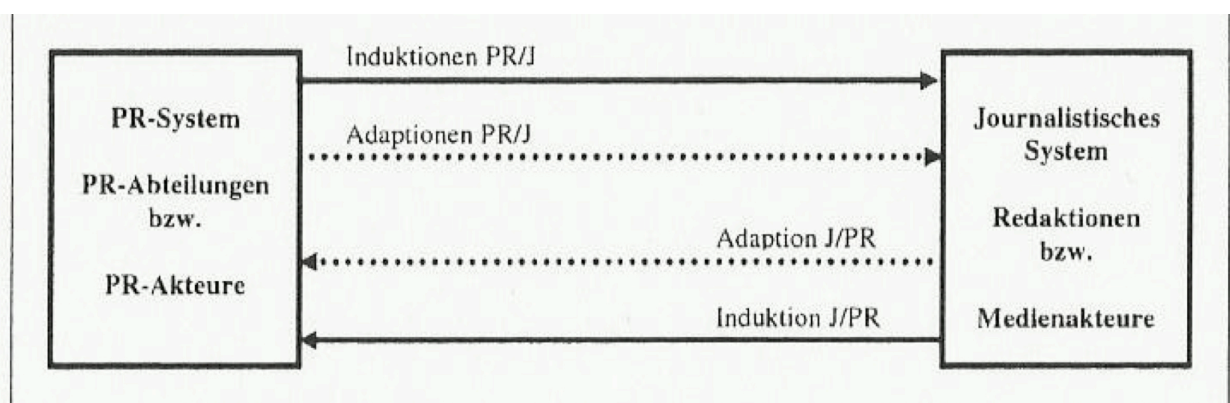 PR-System
PR-Abteilungen
bzw.
PR-Akteure
Induktionen PR/J
Adaptionen PR/J
Adaption J/PR
Induktion J/PR
Journalistisches
System
Redaktionen
bzw.
Medienakteure